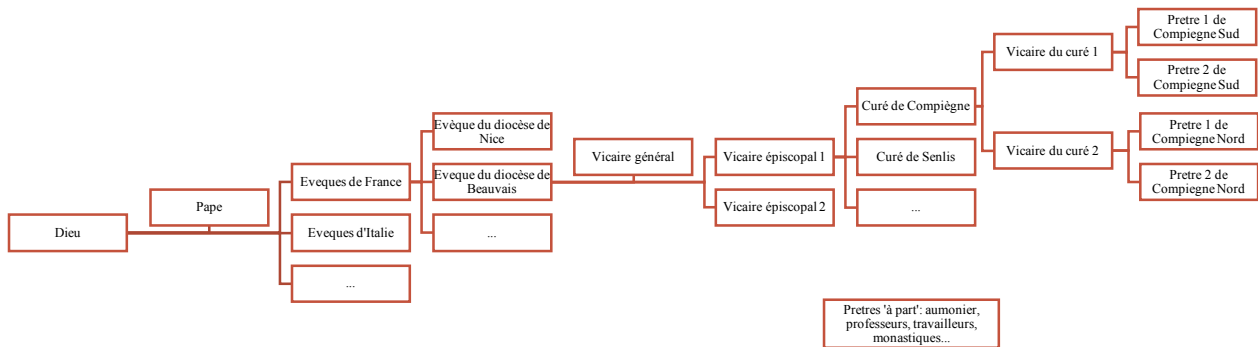 Dieu
Pape
Eveques de France
Eveques d'Italie
...
Evèque du diocèse de
Nice
Eveque du diocèse de
Beauvais
...
Vicaire général
Vicaire épiscopal 1
Vicaire épiscopal 2
Curé de Compiègne
Curé de Senlis
...
Vicaire du curé 1
Vicaire du curé 2
Pretre 1 de
Compiegne Sud
Pretre 2 de
Compiegne Sud
Pretre 1 de
Compiegne Nord
Pretre 2 de
Compiegne Nord
Pretres 'à part': aumonier,
professeurs, travailleurs,
monastiques...